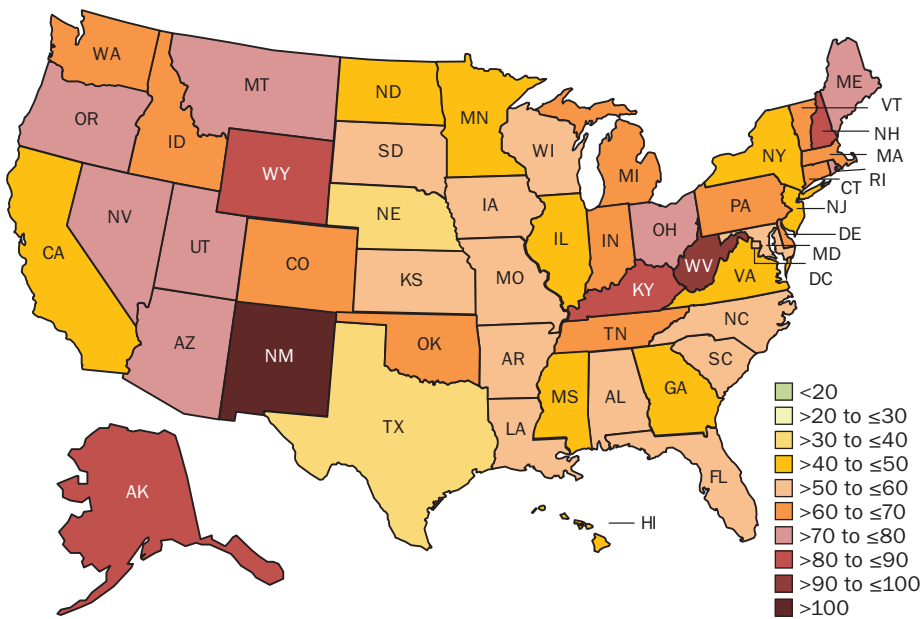 WA
MT
ND
MN
ME
VT
OR
ID
SD
WI
NH
WY
MI
NY
MA
RI
CT
NV
NE
IA
PA
NJ
UT
CO
IL
IN
OH
DE
CA
KS
MO
WV
MD
VA
DC
KY
AZ
NM
OK
TN
NC
AR
SC
TX
MS
AL
GA
LA
FL
AK
HI
<20
>20 to ≤30
>30 to ≤40
>40 to ≤50
>50 to ≤60
>60 to ≤70
>70 to ≤80
>80 to ≤90
>90 to ≤100
>100